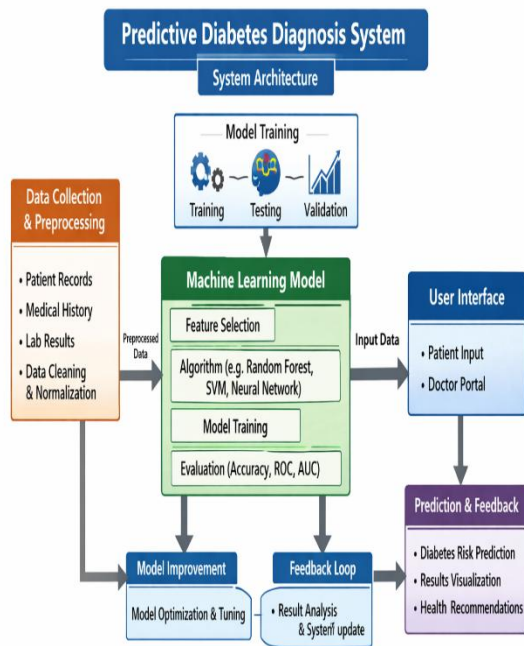 Predictive Diabetes Diagnosis System
System Architecture
Model Training
Training
Testing
Validation
Data Collection
& Preprocessing
• Patient Records
• Medical History
• Lab Results
• Data Cleaning
& Normalization
Preprocessed
Data
Machine Learning Model
Feature Selection
Algorithm (e.g. Random Forest,
SVM, Neural Network)
Model Training
Evaluation (Accuracy, ROC, AUC)
Input Data
User Interface
• Patient Input
• Doctor Portal
Model Improvement
Model Optimization & Tuning
Feedback Loop
• Result Analysis
& System update
Prediction & Feedback
• Diabetes Risk Prediction
• Results Visualization
• Health Recommendations